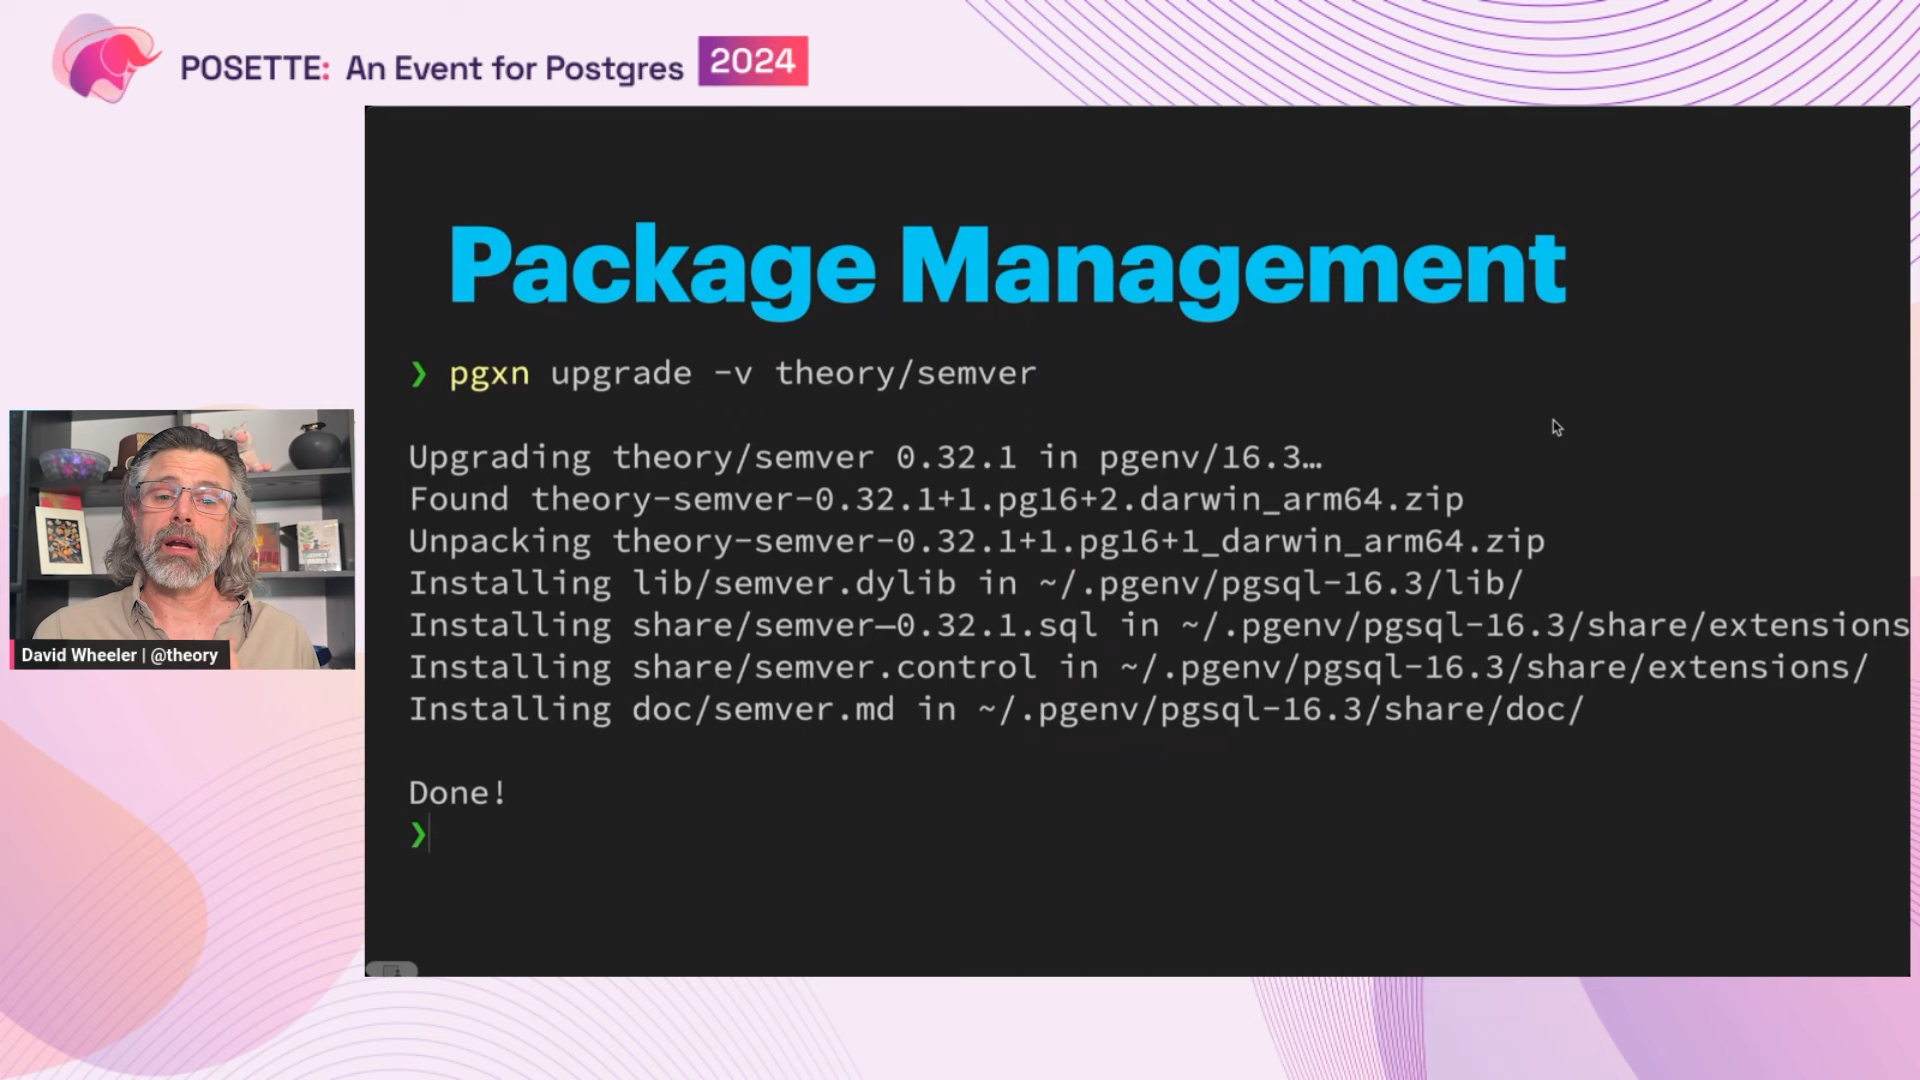 POSETTE: An Event for Postgres 2024
Package Management
❯ pgxn upgrade -v theory/semver
Upgrading theory/semver 0.32.1 in pgenv/16.3…
Found theory-semver-0.32.1+1.pg16+2.darwin_arm64.zip
Unpacking theory-semver-0.32.1+1.pg16+1_darwin_arm64.zip
Installing lib/semver.dylib in ~/.pgenv/pgsql-16.3/lib/
Installing share/semver—0.32.1.sql in ~/.pgenv/pgsql-16.3/share/extensions
Installing share/semver.control in ~/.pgenv/pgsql-16.3/share/extensions/
Installing doc/semver.md in ~/.pgenv/pgsql-16.3/share/doc/
Done!
❯
David Wheeler | @theory